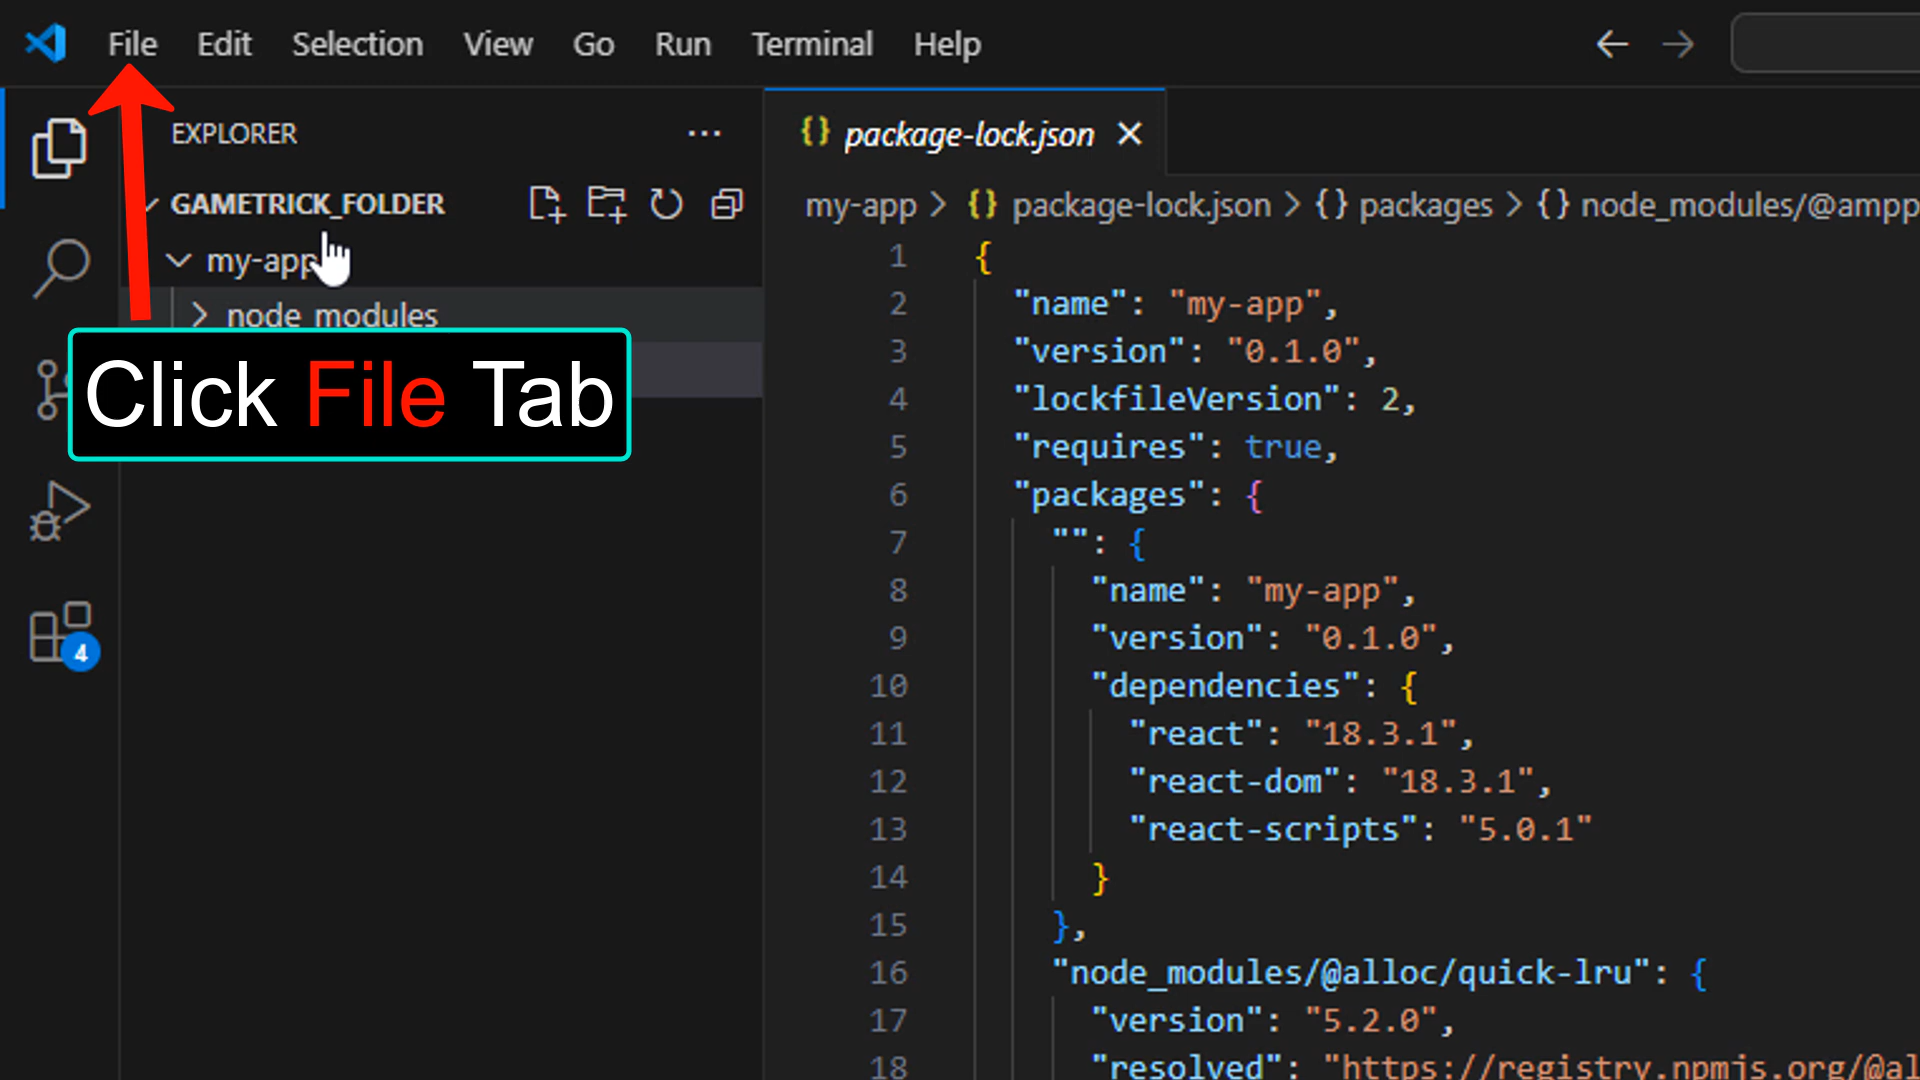 File Edit Selection View Go Run Terminal Help
EXPLORER ...
package-lock.json
GAMETRICK_FOLDER
my-app > {} package-lock.json > {} packages > {} node_modules/@ampp
my-app
node_modules
Click File Tab
4
1 {
2 "name": "my-app",
3 "version": "0.1.0",
4 "lockfileVersion": 2,
5 "requires": true,
6 "packages": {
7 "": {
8 "name": "my-app",
9 "version": "0.1.0",
10 "dependencies": {
11 "react": "18.3.1",
12 "react-dom": "18.3.1",
13 "react-scripts": "5.0.1"
14 }
15 },
16 "node_modules/@alloc/quick-lru": {
17 "version": "5.2.0",
18 "resolved": "https://registry.npmjs.org/@al